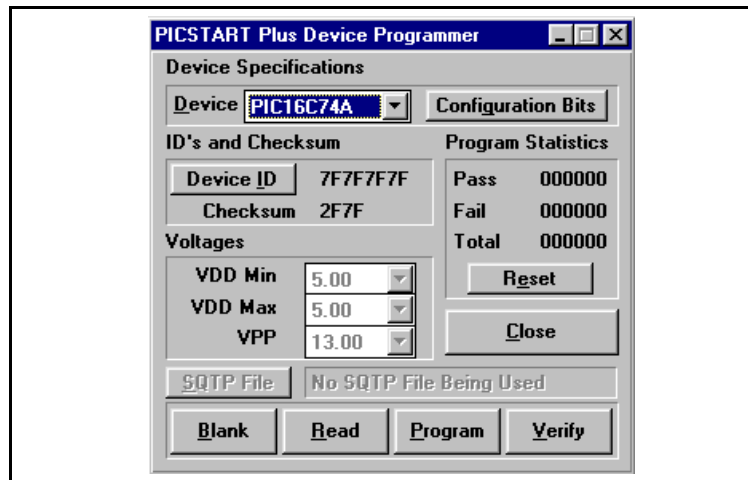 PICSTART Plus Device Programmer
Device Specifications
Device PIC16C74A Configuration Bits
ID's and Checksum
Device ID 7F7F7F7F
Checksum 2F7F
Program Statistics
Pass 000000
Fail 000000
Total 000000
Reset
Voltages
VDD Min 5.00
VDD Max 5.00
VPP 13.00
Close
SQTP File No SQTP File Being Used
Blank Read Program Verify